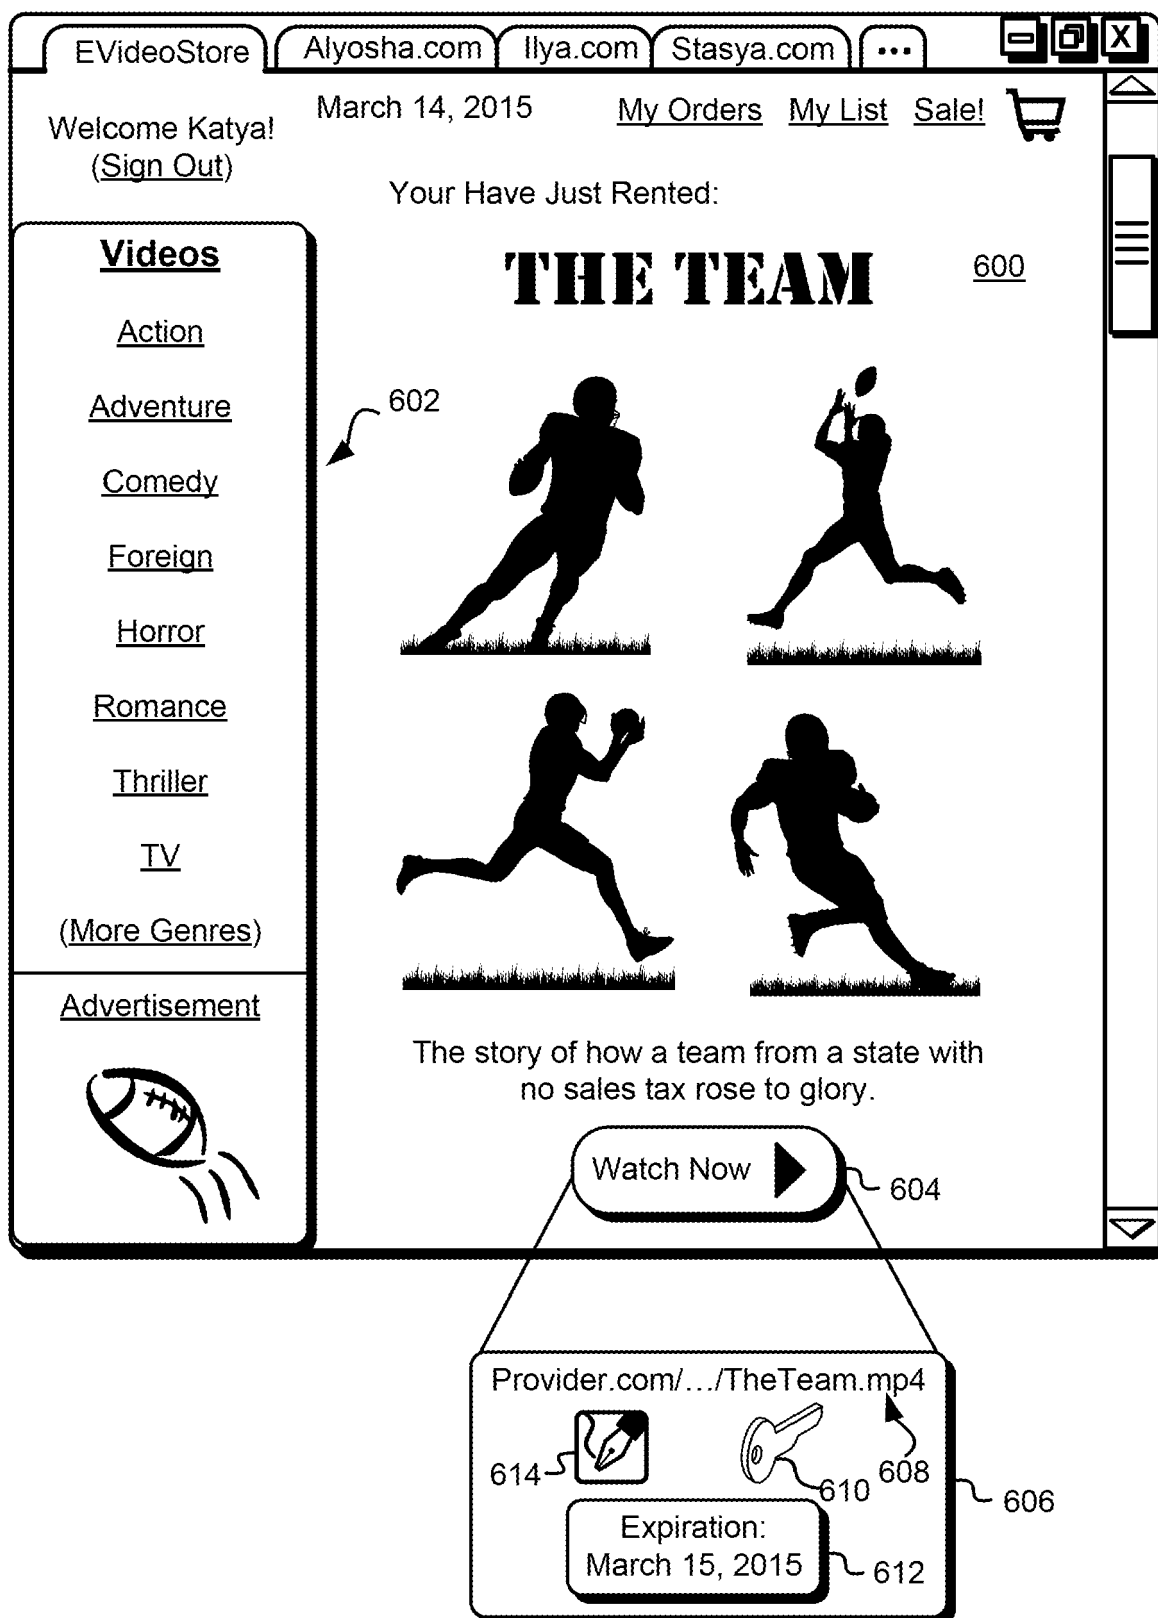 EVideoStore
Alyosha.com
Ilya.com
Stasya.com
...
X
Welcome Katya!
(Sign Out)
March 14, 2015
My Orders
My List
Sale!
Your Have Just Rented:
THE TEAM
600
Videos
Action
Adventure
Comedy
Foreign
Horror
Romance
Thriller
TV
(More Genres)
Advertisement
602
The story of how a team from a state with
no sales tax rose to glory.
Watch Now
604
Provider.com/.../TheTeam.mp4
614
610
608
606
Expiration:
March 15, 2015
612